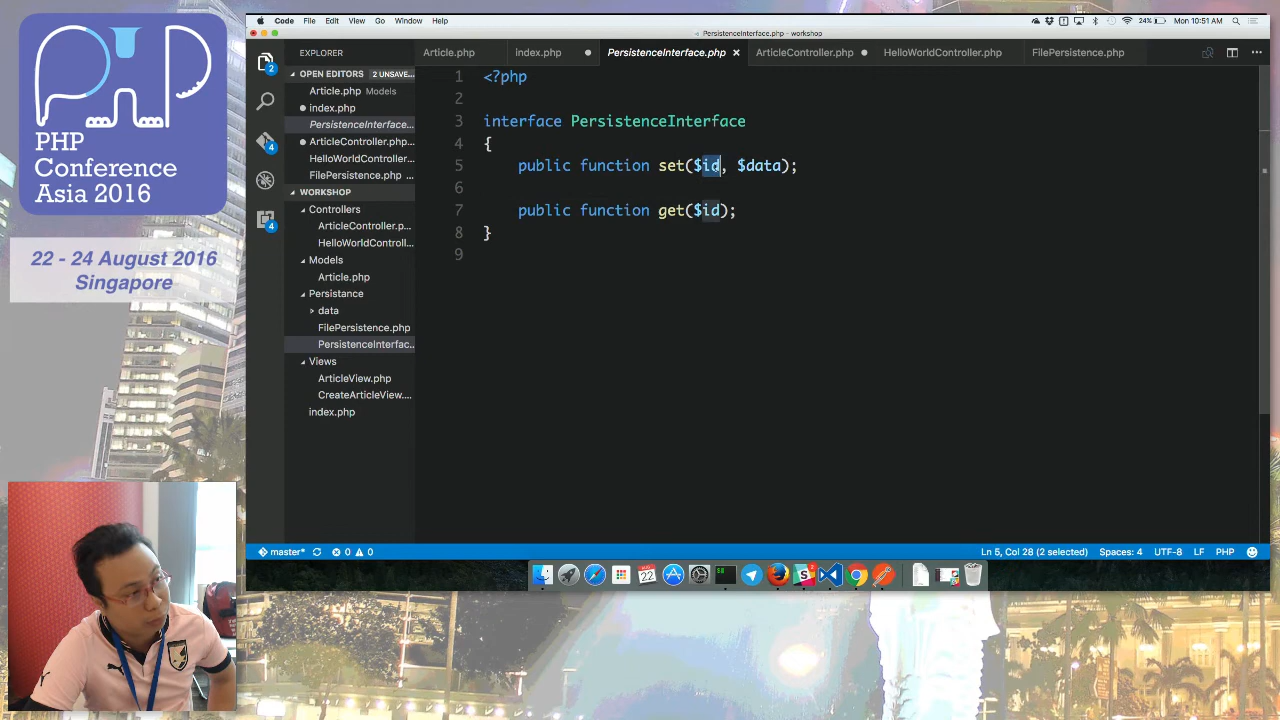 PHP
Conference
Asia 2016
22 - 24 August 2016
Singapore
Code File Edit View Go Window Help
24% Mon 10:51 AM
PersistenceInterface.php - workshop
EXPLORER
Article.php
index.php
PersistenceInterface.php
ArticleController.php
HelloWorldController.php
FilePersistence.php
OPEN EDITORS 2 UNSAVE...
Article.php Models
index.php
PersistenceInterface...
ArticleController.php...
HelloWorldController...
FilePersistence.php ...
WORKSHOP
Controllers
ArticleController.p...
HelloWorldControll...
Models
Article.php
Persistance
data
FilePersistence.php
PersistenceInterfac...
Views
ArticleView.php
CreateArticleView....
index.php
1 <?php
2
3 interface PersistenceInterface
4 {
5 public function set($id, $data);
6
7 public function get($id);
8 }
9
master* 0 0
Ln 5, Col 28 (2 selected) Spaces: 4 UTF-8 LF PHP